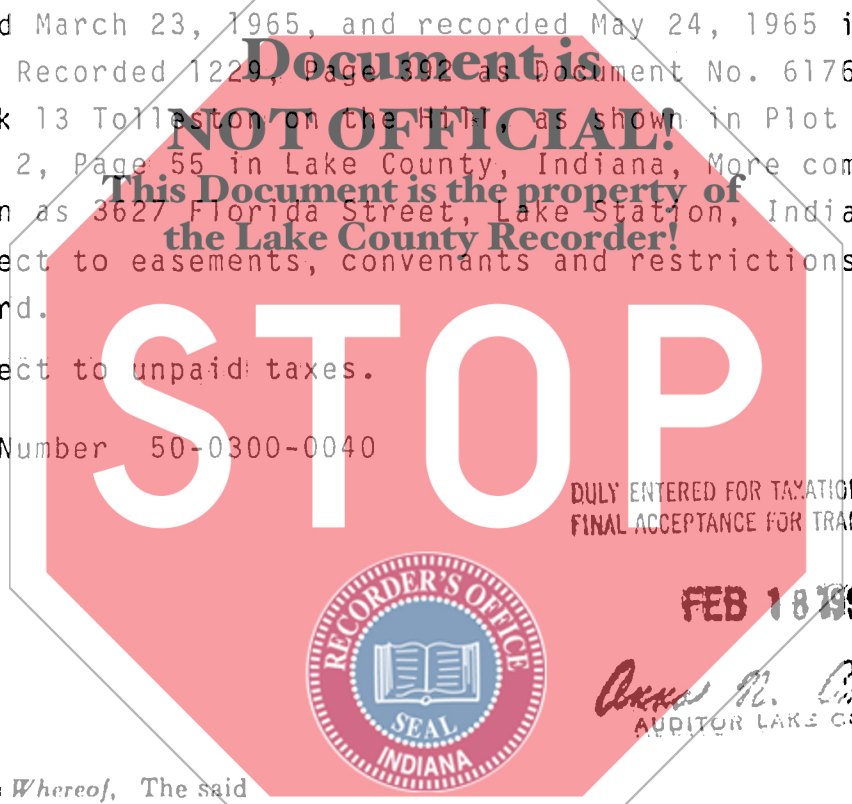 d March 23, 1965, and recorded May 24, 1965 i
Document is
Recorded 1229, Page 392 as Document No. 6176
NOT OFFICIAL!
k 13 Tolleston on the Hill, as shown in Plot
2, Page 55 in Lake County, Indiana, More com
This Document is the property of
n as 3627 Florida Street, Lake Station, India
the Lake County Recorder!
ect to easements, convenants and restrictions
rd.
STOP
ect to unpaid taxes.
Number 50-0300-0040
DULY ENTERED FOR TAXATION
FINAL ACCEPTANCE FOR TRA
FEB 18 19
RECORDER'S OFFICE
SEAL
INDIANA
AUDITOR LAKE C
Whereof, The said